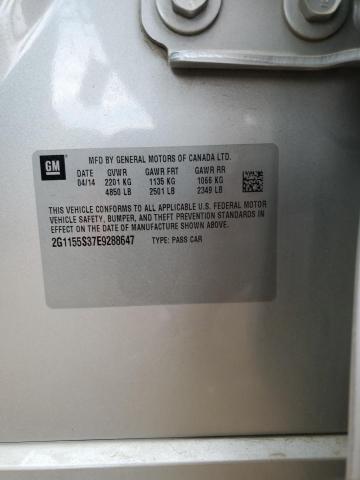 GM
MFD BY GENERAL MOTORS OF CANADA LTD.
DATE GVWR GAWR FRT GAWR RR
04/14 2201 KG 1135 KG 1066 KG
4850 LB 2501 LB 2349 LB
THIS VEHICLE CONFORMS TO ALL APPLICABLE U.S. FEDERAL MOTOR
VEHICLE SAFETY, BUMPER, AND THEFT PREVENTION STANDARDS
IN EFFECT ON THE DATE OF MANUFACTURE SHOWN ABOVE.
2G1155S37E9288647 TYPE: PASS CAR